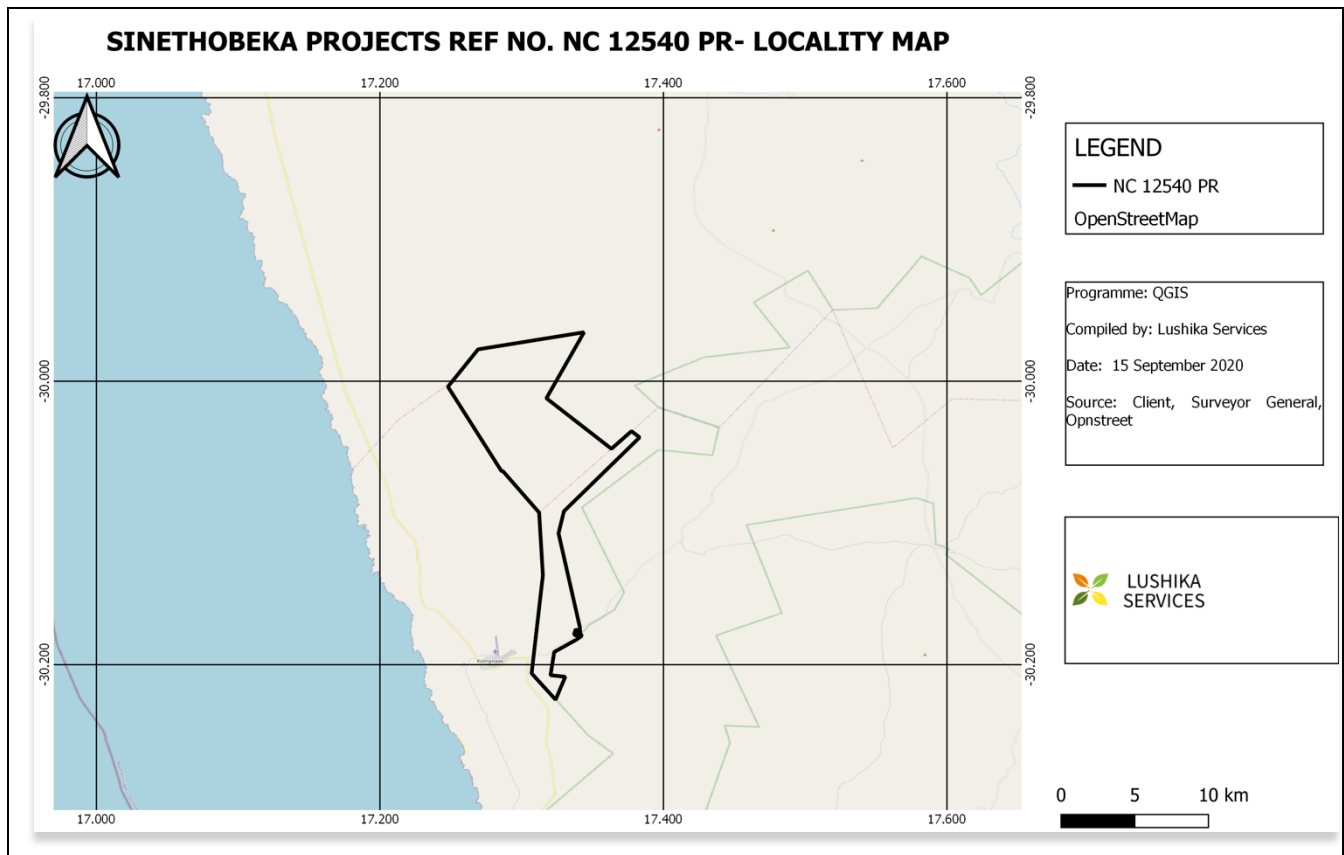 SINETHOBEKA PROJECTS REF NO. NC 12540 PR- LOCALITY MAP
17.000 17.200 17.400 17.600
-29.800 -29.800
-30.000 -30.000
-30.200 -30.200
Koingnaas
17.000 17.200 17.400 17.600
LEGEND
NC 12540 PR
OpenStreetMap
Programme: QGIS
Compiled by: Lushika Services
Date: 15 September 2020
Source: Client, Surveyor General,
Opnstreet
LUSHIKA
SERVICES
0 5 10 km